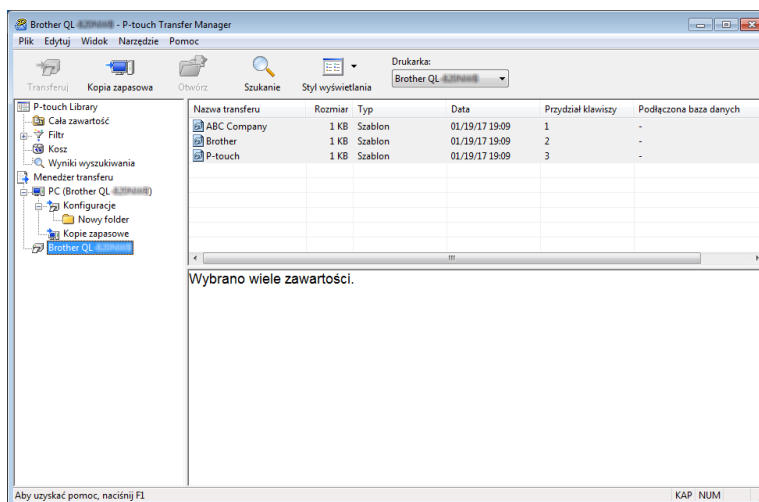 Brother QL - P-touch Transfer Manager
Plik Edytuj Widok Narzędzie Pomoc
Drukarka:
Brother QL
Transferuj Kopia zapasowa Otwórz Szukanie Styl wyświetlania
P-touch Library
Cała zawartość
Filtr
Kosz
Wyniki wyszukiwania
Menedżer transferu
PC (Brother QL )
Konfiguracje
Nowy folder
Kopie zapasowe
Brother QL
Nazwa transferu Rozmiar Typ Data Przydział klawiszy Podłączona baza danych
ABC Company 1 KB Szablon 01/19/17 19:09 1 -
Brother 1 KB Szablon 01/19/17 19:09 2 -
P-touch 1 KB Szablon 01/19/17 19:09 3 -
Wybrano wiele zawartości.
Aby uzyskać pomoc, naciśnij F1 KAP NUM